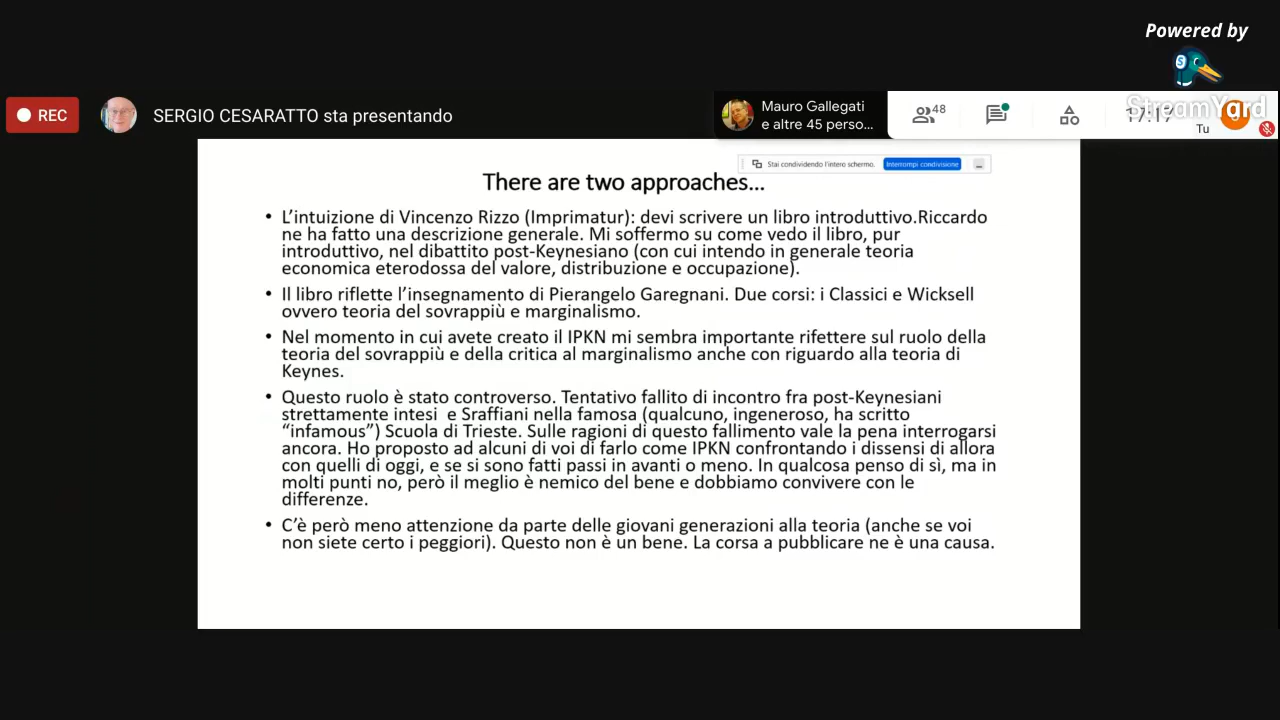 Powered by
StreamYard
REC
SERGIO CESARATTO sta presentando
Mauro Gallegati
e altre 45 perso...
48
17:17
Tu
Stai condividendo l'intero schermo.
Interrompi condivisione
There are two approaches...
• L'intuizione di Vincenzo Rizzo (Imprimatur): devi scrivere un libro introduttivo.Riccardo
ne ha fatto una descrizione generale. Mi soffermo su come vedo il libro, pur
introduttivo, nel dibattito post-Keynesiano (con cui intendo in generale teoria
economica eterodossa del valore, distribuzione e occupazione).
• Il libro riflette l'insegnamento di Pierangelo Garegnani. Due corsi: i Classici e Wicksell
ovvero teoria del sovrappiù e marginalismo.
• Nel momento in cui avete creato il IPKN mi sembra importante rifettere sul ruolo della
teoria del sovrappiù e della critica al marginalismo anche con riguardo alla teoria di
Keynes.
• Questo ruolo è stato controverso. Tentativo fallito di incontro fra post-Keynesiani
strettamente intesi e Sraffiani nella famosa (qualcuno, ingeneroso, ha scritto
“infamous”) Scuola di Trieste. Sulle ragioni di questo fallimento vale la pena interrogarsi
ancora. Ho proposto ad alcuni di voi di farlo come IPKN confrontando i dissensi di allora
con quelli di oggi, e se si sono fatti passi in avanti o meno. In qualcosa penso di sì, ma in
molti punti no, però il meglio è nemico del bene e dobbiamo convivere con le
differenze.
• C'è però meno attenzione da parte delle giovani generazioni alla teoria (anche se voi
non siete certo i peggiori). Questo non è un bene. La corsa a pubblicare ne è una causa.